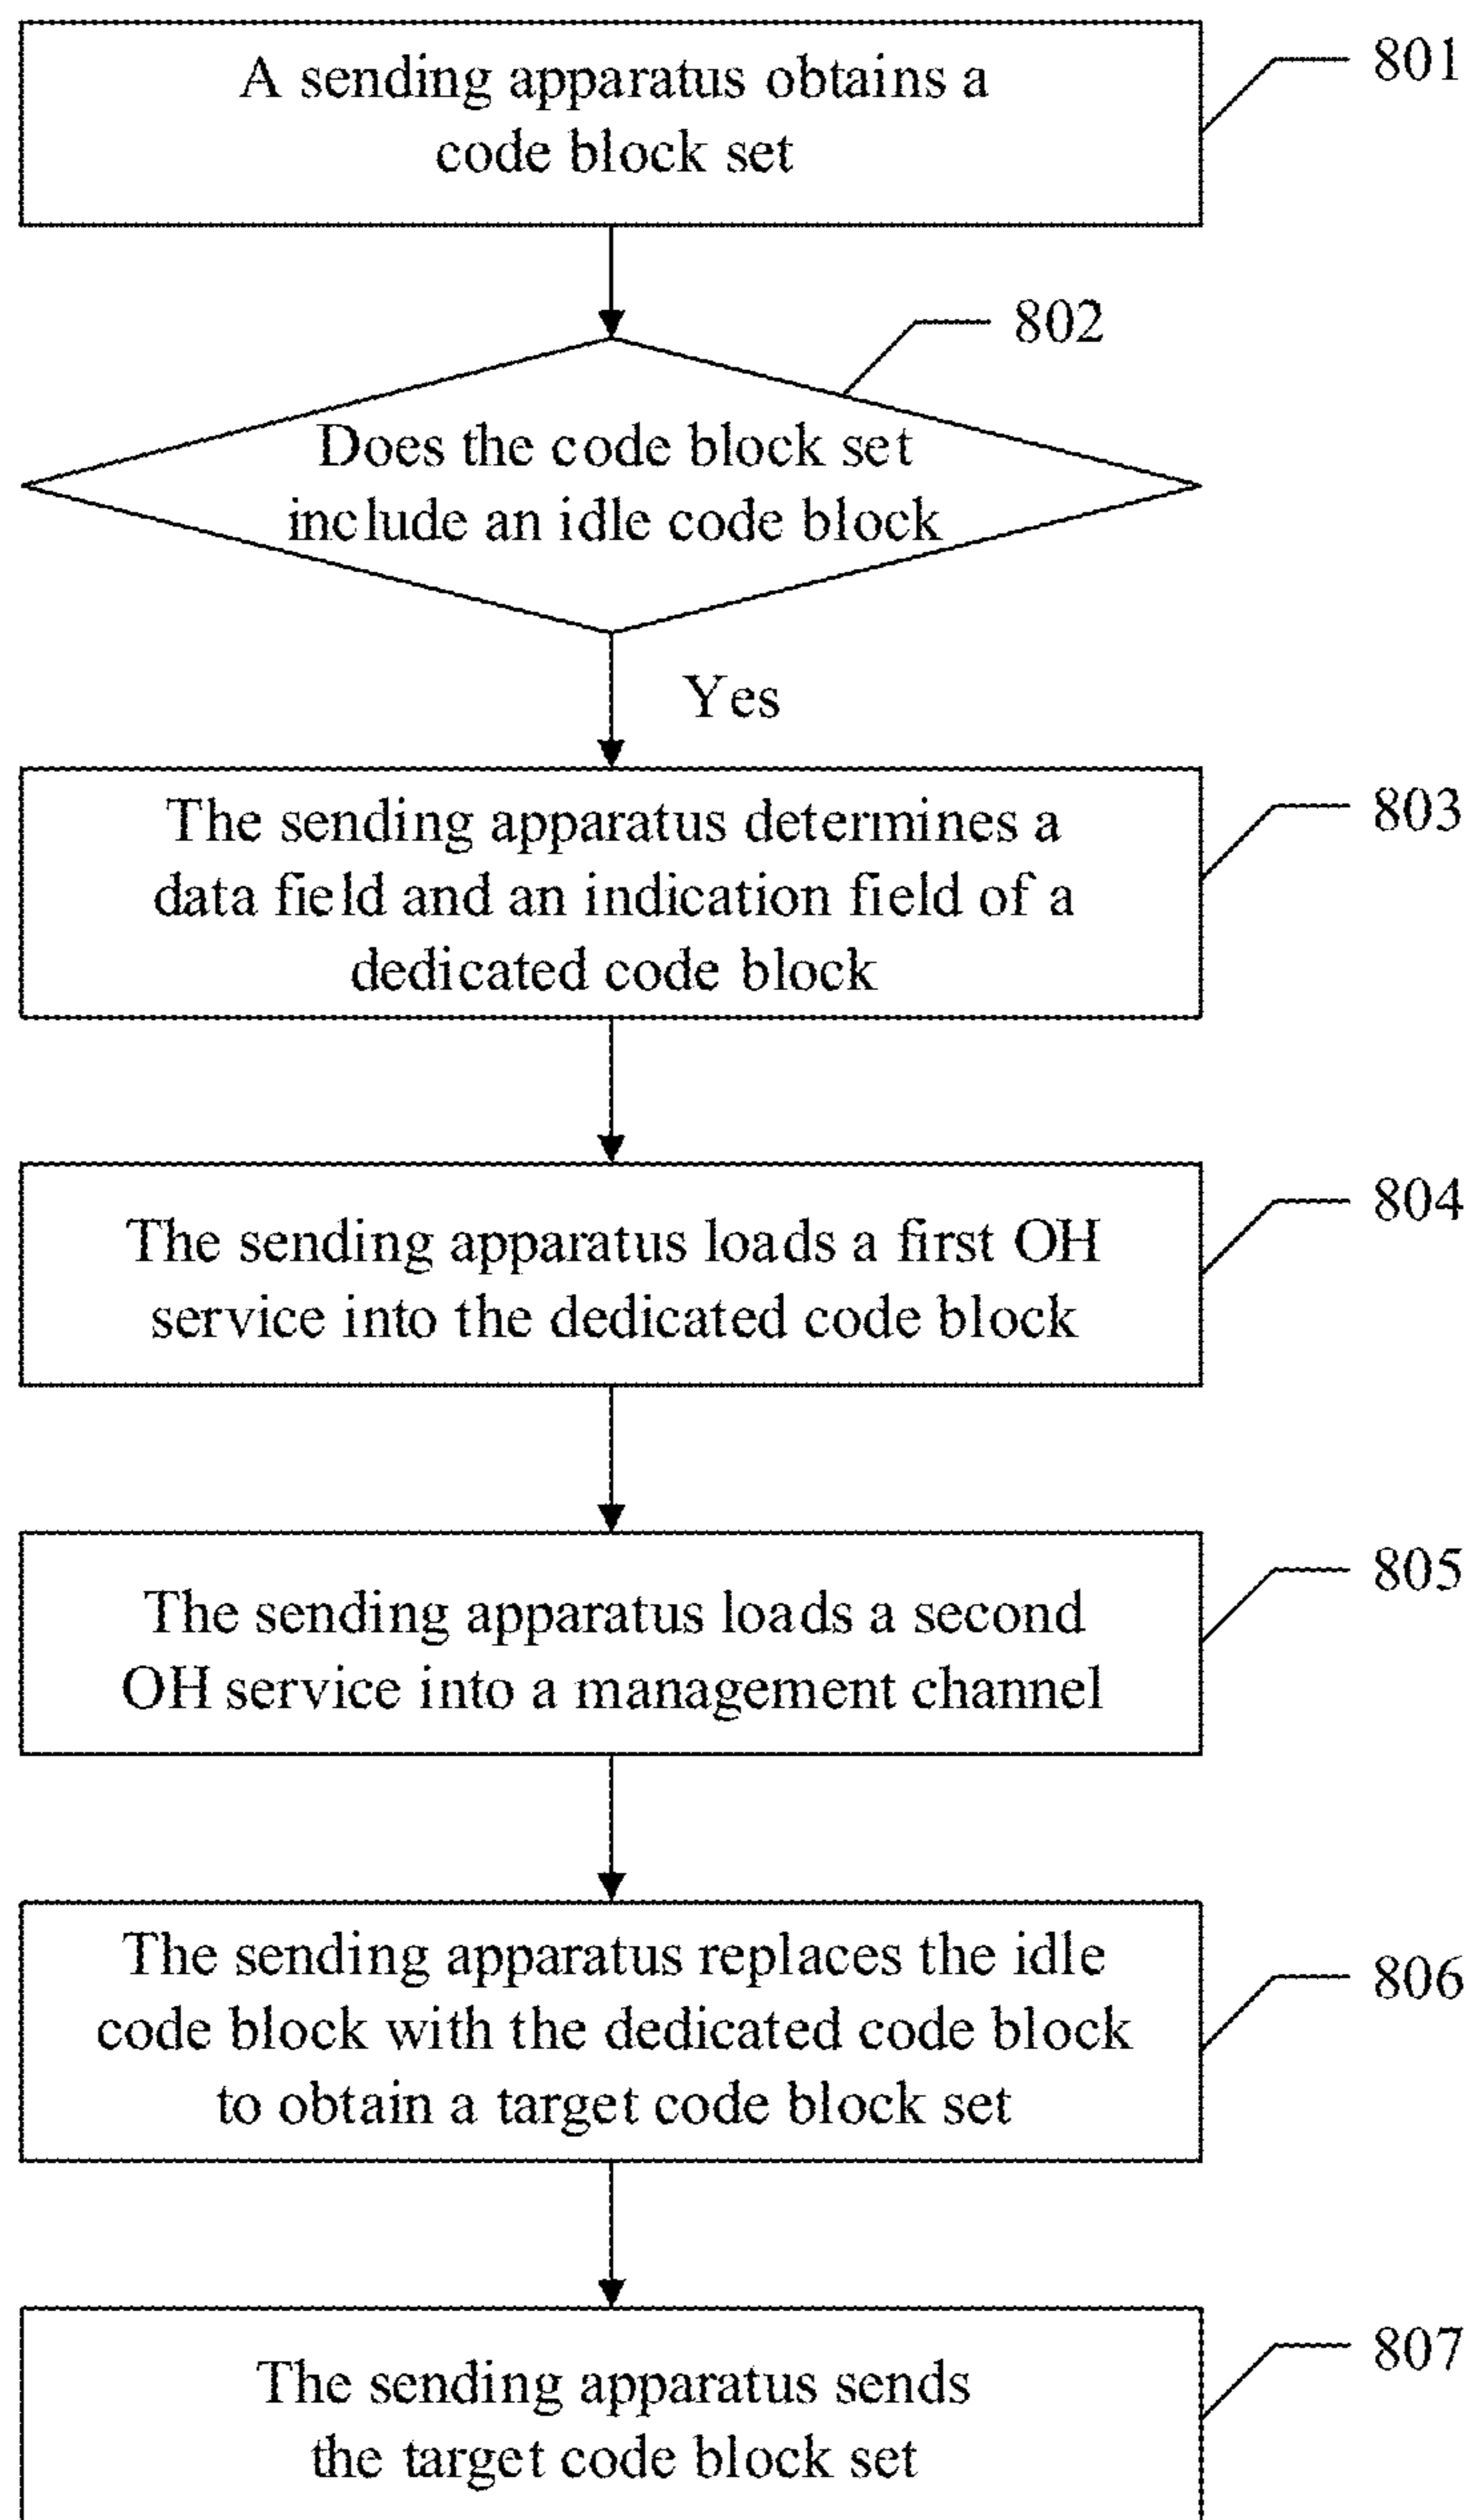 A sending apparatus obtains a
code block set
801
802
Does the code block set
include an idle code block
Yes
The sending apparatus determines a
data field and an indication field of a
dedicated code block
803
The sending apparatus loads a first OH
service into the dedicated code block
804
The sending apparatus loads a second
OH service into a management channel
805
The sending apparatus replaces the idle
code block with the dedicated code block
to obtain a target code block set
806
The sending apparatus sends
the target code block set
807